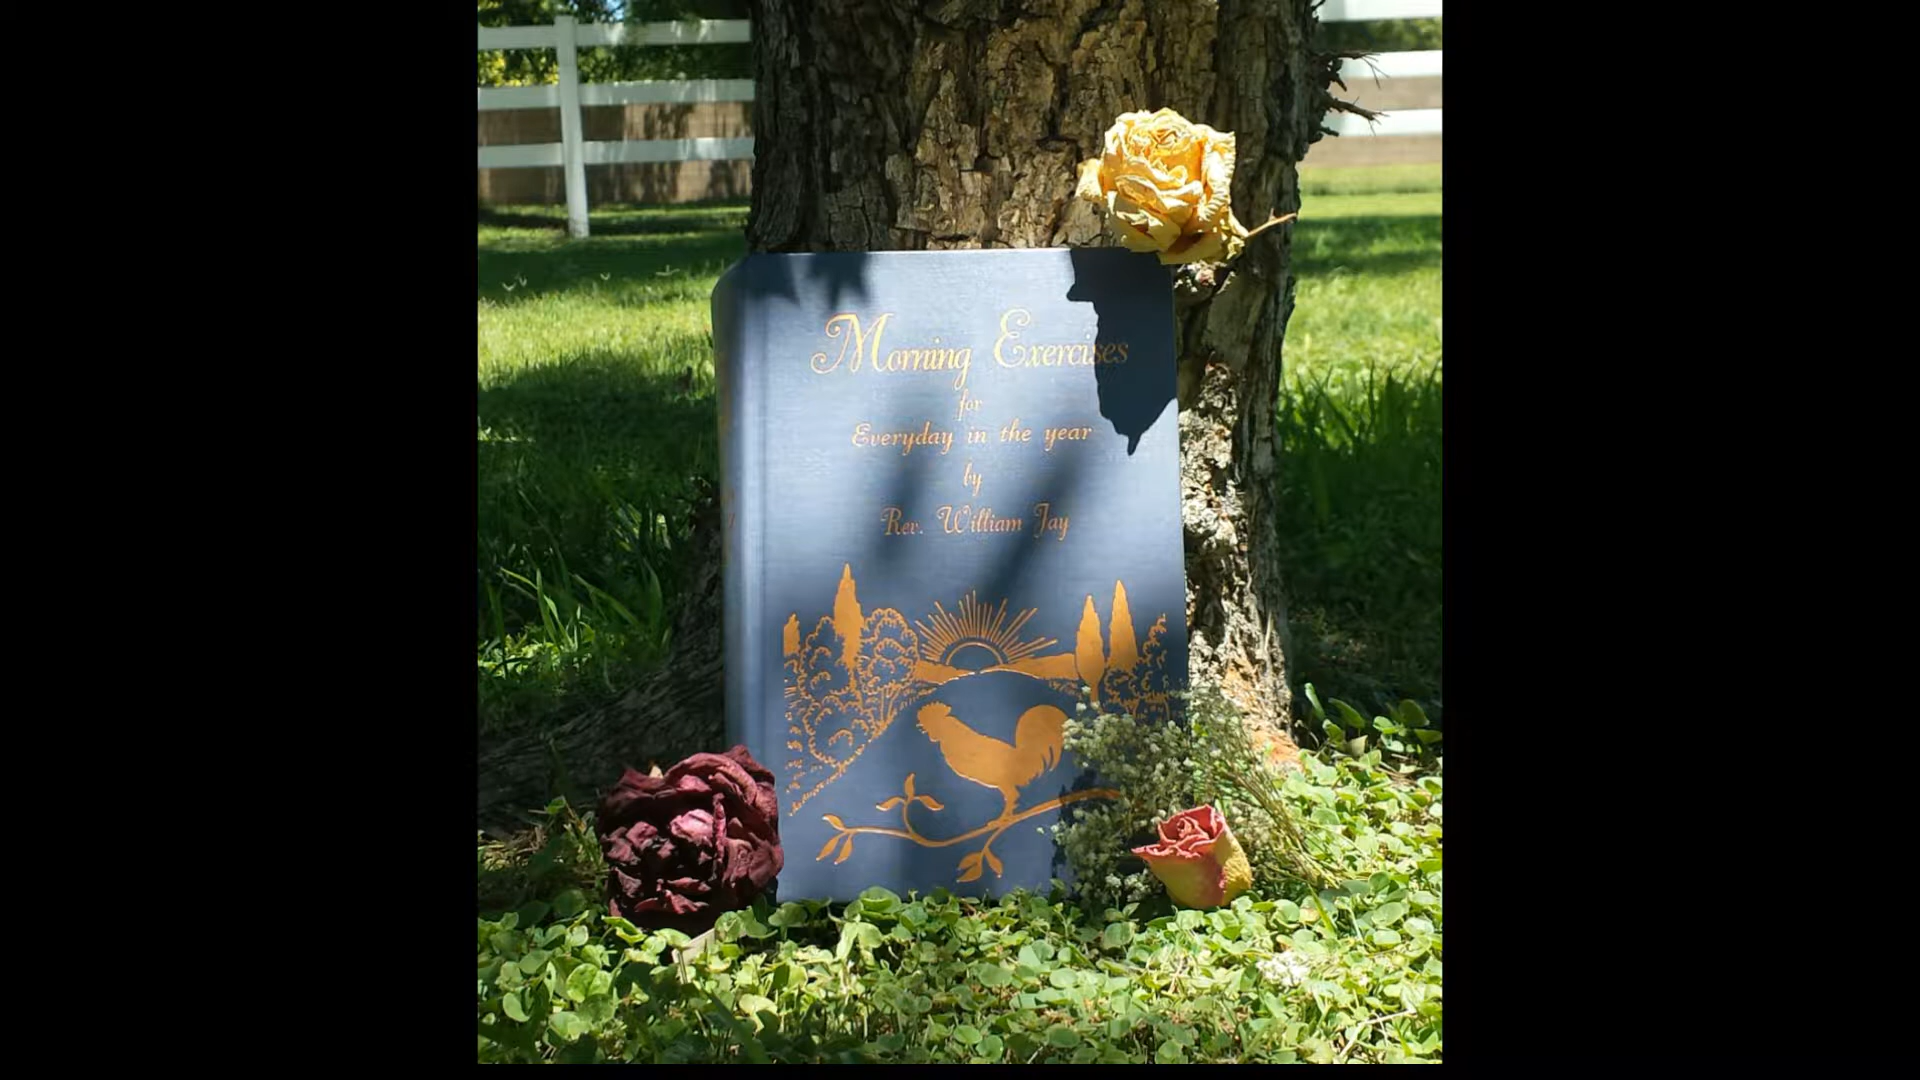 Morning Exercises
for
Everyday in the year
by
Rev. William Jay